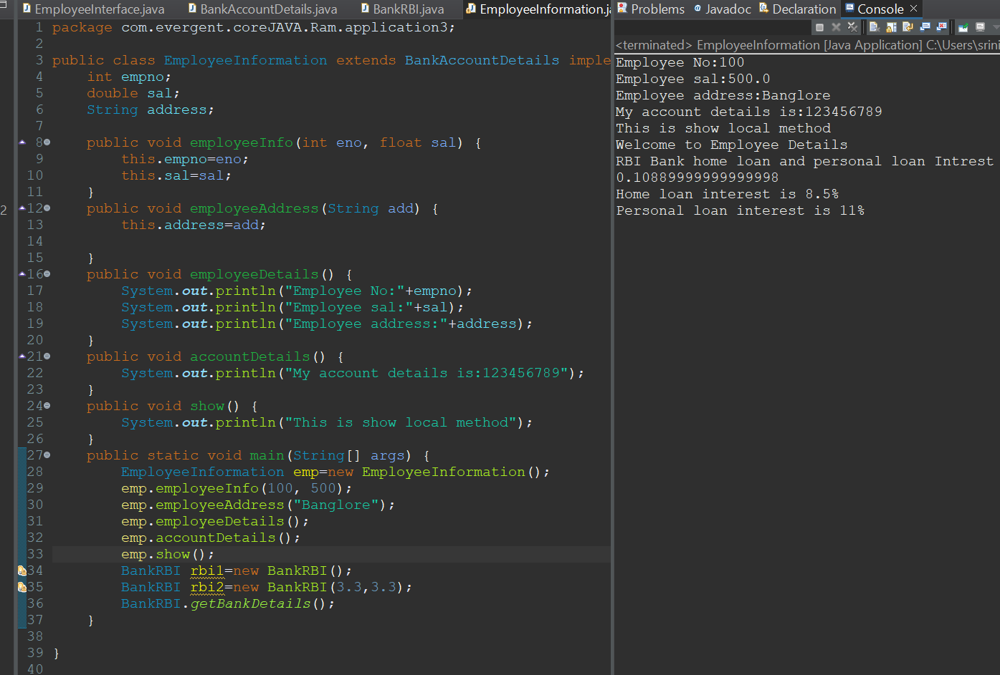 EmployeeInterface.java BankAccountDetails.java BankRBI.java EmployeeInformation.ja
1 package com.evergent.coreJAVA.Ram.application3;
2
3 public class EmployeeInformation extends BankAccountDetails imple
4 int empno;
5 double sal;
6 String address;
7
8 public void employeeInfo(int eno, float sal) {
9 this.empno=eno;
10 this.sal=sal;
11 }
2
12 public void employeeAddress(String add) {
13 this.address=add;
14
15 }
16 public void employeeDetails() {
17 System.out.println("Employee No:"+empno);
18 System.out.println("Employee sal:"+sal);
19 System.out.println("Employee address:"+address);
20 }
21 public void accountDetails() {
22 System.out.println("My account details is:123456789");
23 }
24 public void show() {
25 System.out.println("This is show local method");
26 }
27 public static void main(String[] args) {
28 EmployeeInformation emp=new EmployeeInformation();
29 emp.employeeInfo(100, 500);
30 emp.employeeAddress("Banglore");
31 emp.employeeDetails();
32 emp.accountDetails();
33 emp.show();
34 BankRBI rbi1=new BankRBI();
35 BankRBI rbi2=new BankRBI(3.3,3.3);
36 BankRBI.getBankDetails();
37 }
38
39 }
40
Problems Javadoc Declaration Console
<terminated> EmployeeInformation [Java Application] C:\Users\srini
Employee No:100
Employee sal:500.0
Employee address:Banglore
My account details is:123456789
This is show local method
Welcome to Employee Details
RBI Bank home loan and personal loan Intrest
0.10889999999999998
Home loan interest is 8.5%
Personal loan interest is 11%